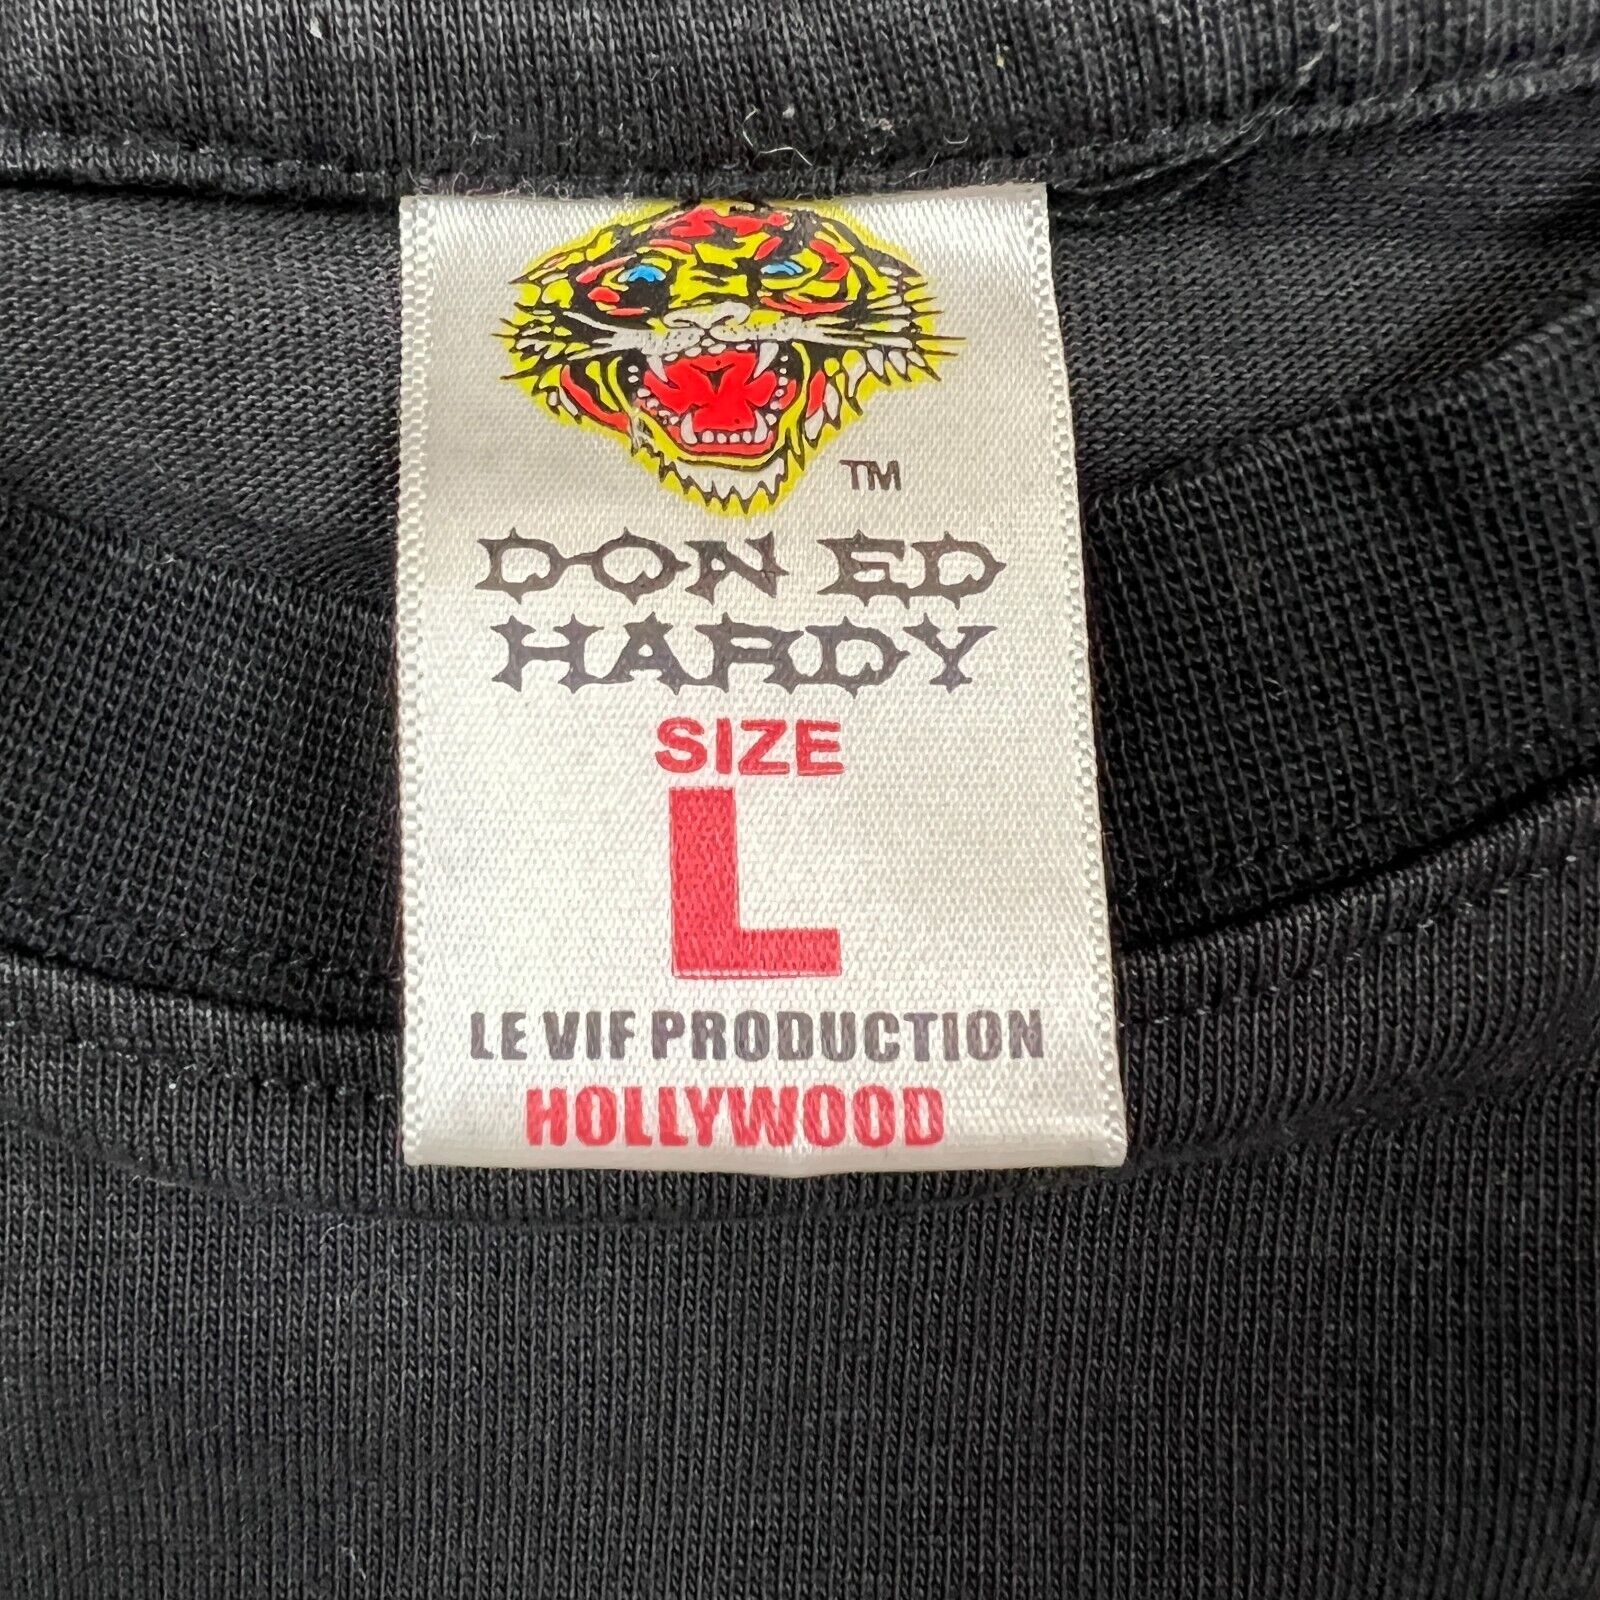 TM
DON ED
HARDY
SIZE
L
LE VIF PRODUCTION
HOLLYWOOD